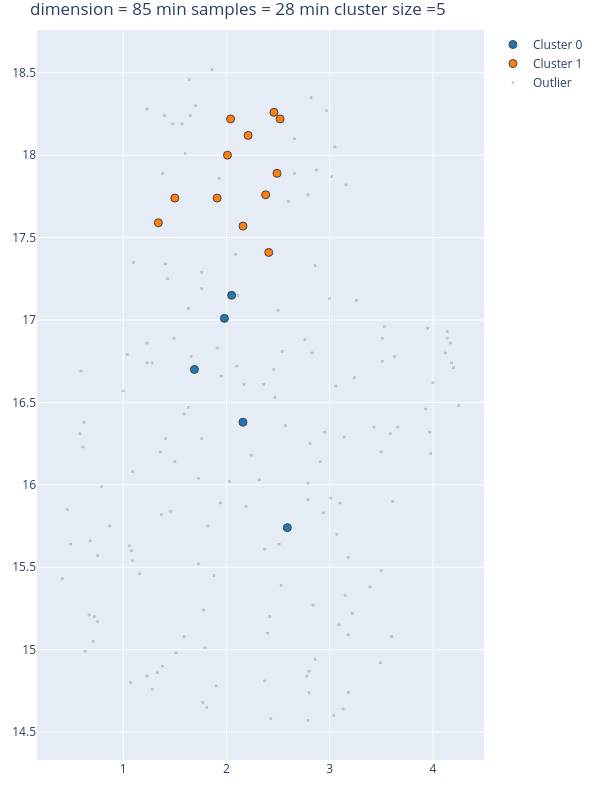 dimension = 85 min samples = 28 min cluster size =5
Cluster 0
Cluster 1
Outlier
18.5
18
17.5
17
16.5
16
15.5
15
14.5
1 2 3 4